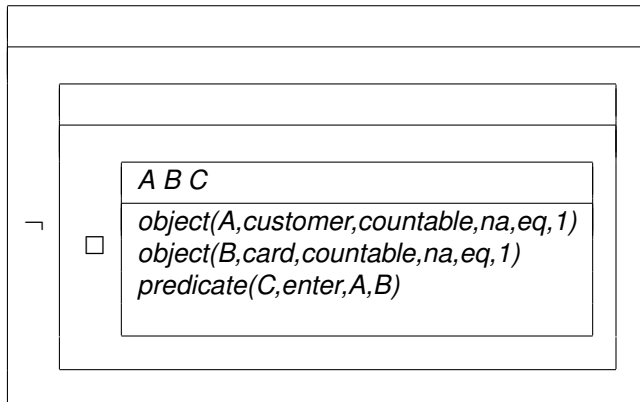 A B C
object(A,customer,countable,na,eq,1)
¬
□
object(B,card,countable,na,eq,1)
predicate(C,enter,A,B)